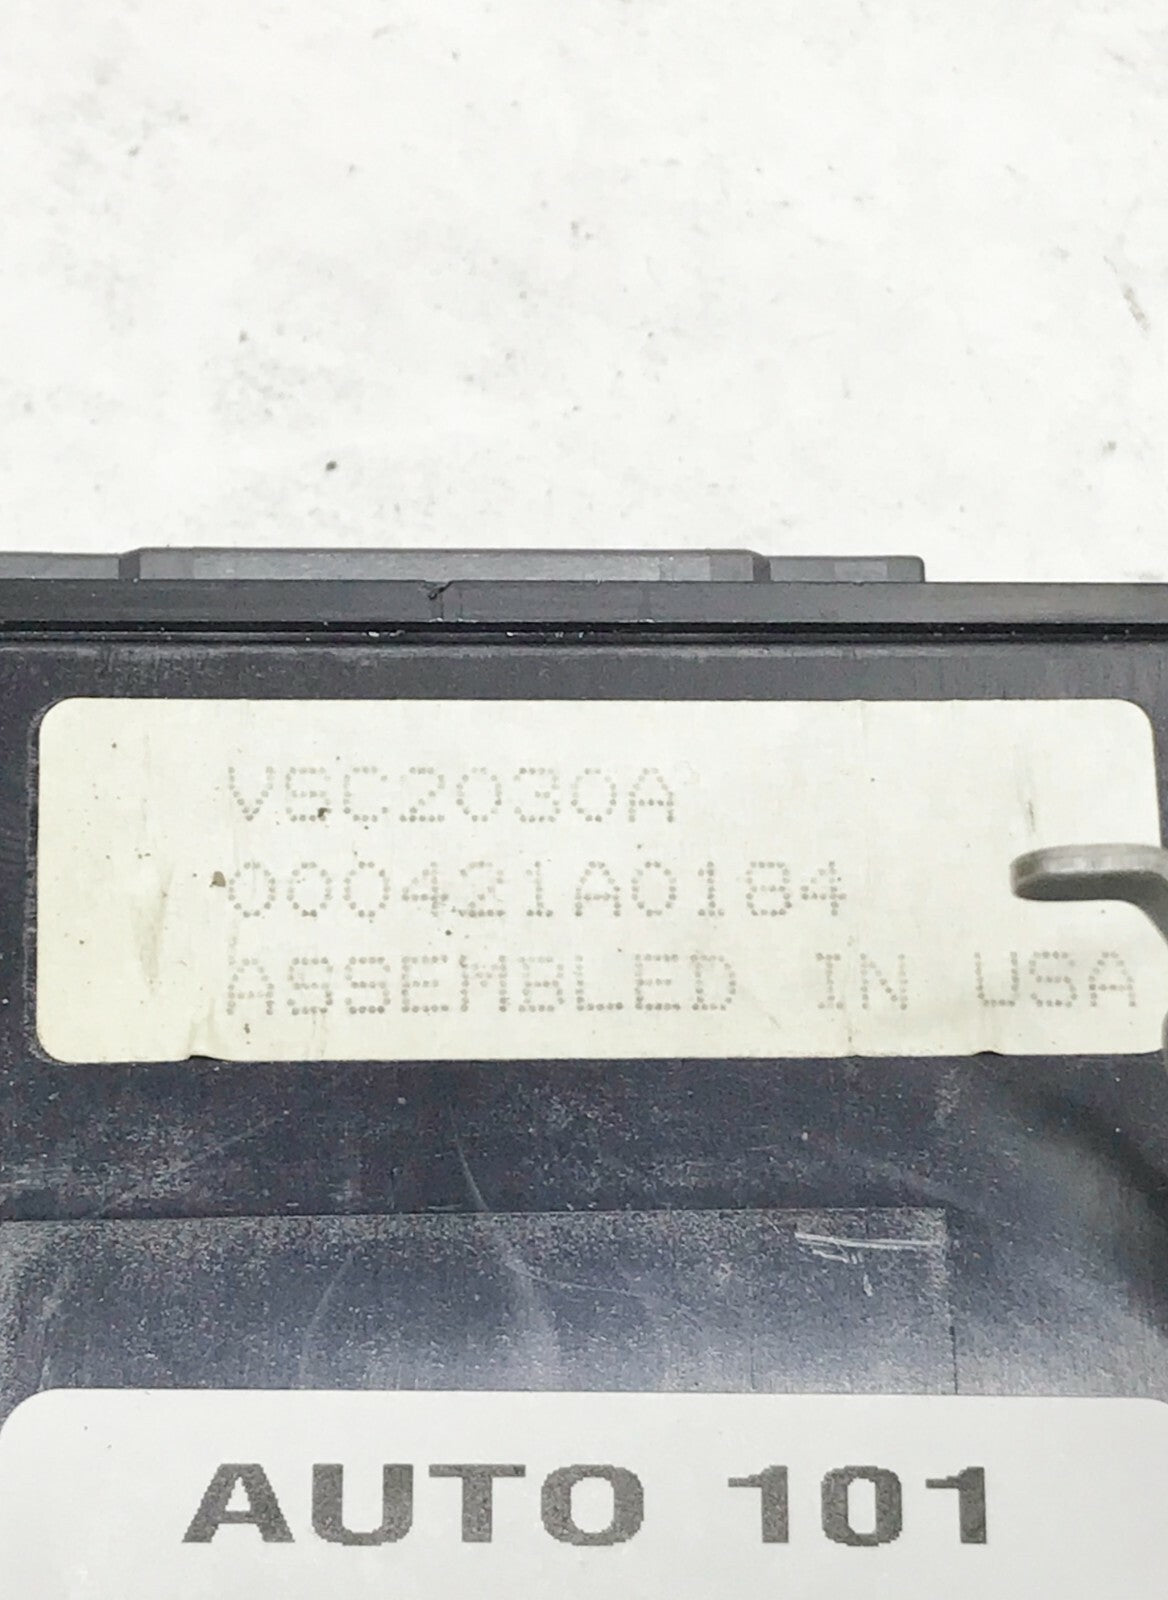 VSC2030A
000421A0184
ASSEMBLED IN USA
AUTO 101